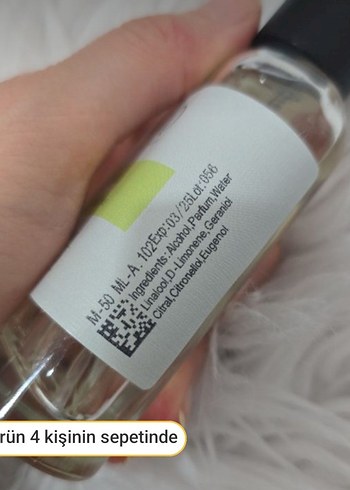 M-50 ML-A. 102Exp:03/25Lot:056
Ingredients:Alcohol,Parfum,Water
Linalool,D-Limonene,Geraniol
Citral,Citronellol,Eugenol
rün 4 kişinin sepetinde